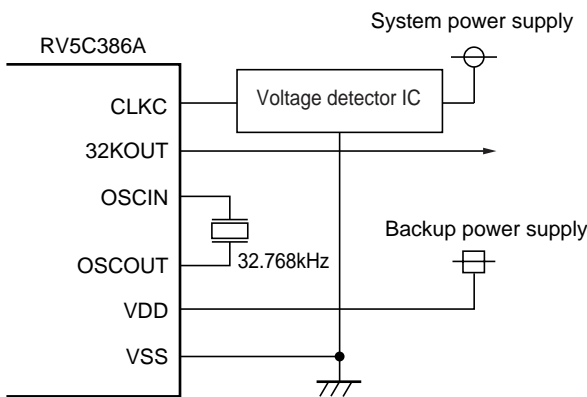 System power supply
RV5C386A
CLKC
Voltage detector IC
32KOUT
OSCIN
Backup power supply
OSCOUT
32.768kHz
VDD
VSS